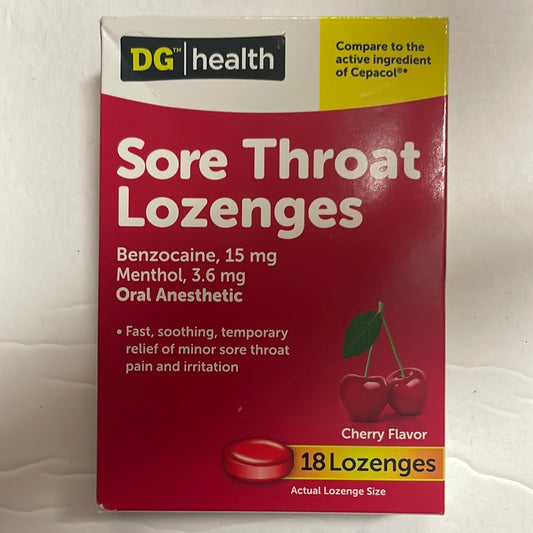 DG™ health
Compare to the
active ingredient
of Cepacol®*
Sore Throat
Lozenges
Benzocaine, 15 mg
Menthol, 3.6 mg
Oral Anesthetic
• Fast, soothing, temporary
relief of minor sore throat
pain and irritation
Cherry Flavor
18 Lozenges
Actual Lozenge Size